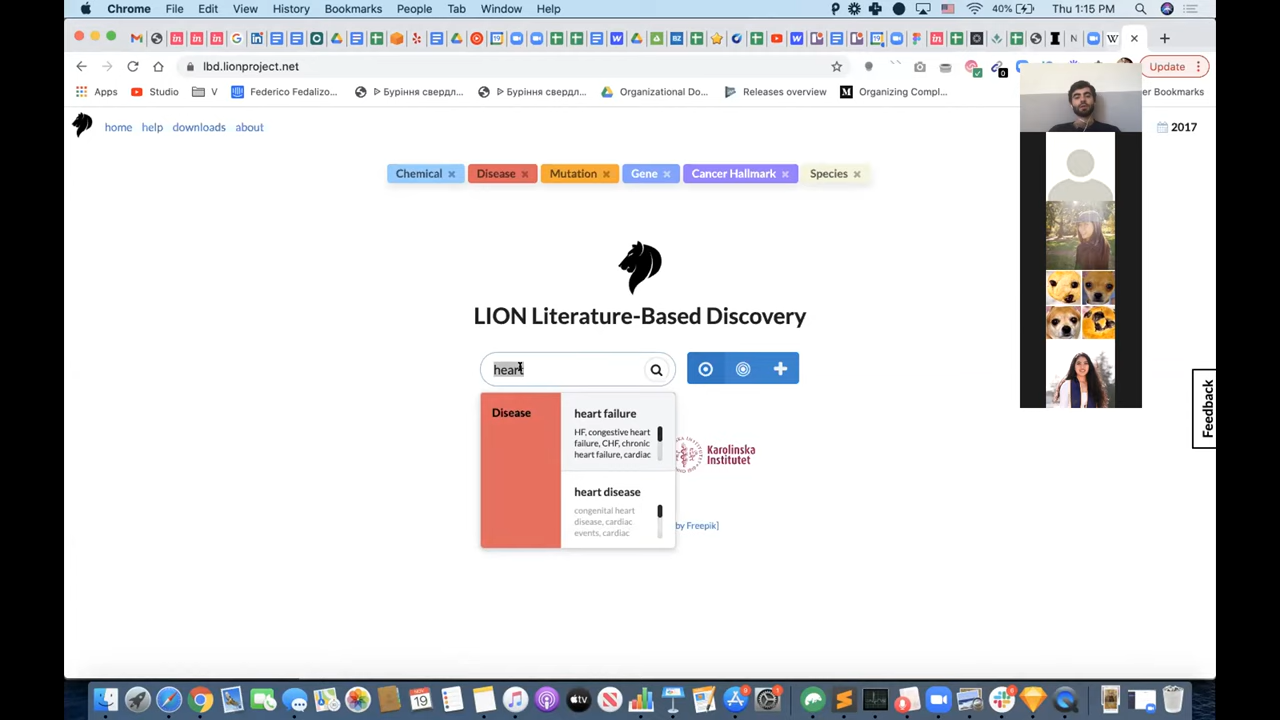 Chrome File Edit View History Bookmarks People Tab Window Help 40% Thu 1:15 PM
lbd.lionproject.net Update
Apps Studio V Federico Fedalizo... ᐈ Буріння свердл... ᐈ Буріння свердл... Organizational Do... Releases overview Organizing Compl... er Bookmarks
home help downloads about 2017
Chemical × Disease × Mutation × Gene × Cancer Hallmark × Species ×
LION Literature-Based Discovery
heart
Disease
heart failure
HF, congestive heart
failure, CHF, chronic
heart failure, cardiac
heart disease
congenital heart
disease, cardiac
events, cardiac
Karolinska
Institutet
by Freepik]
Feedback